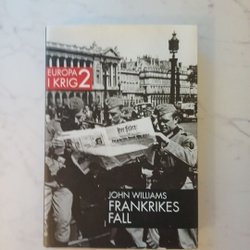 EUROPA
I KRIG 2
JOHN WILLIAMS
FRANKRIKES
FALL